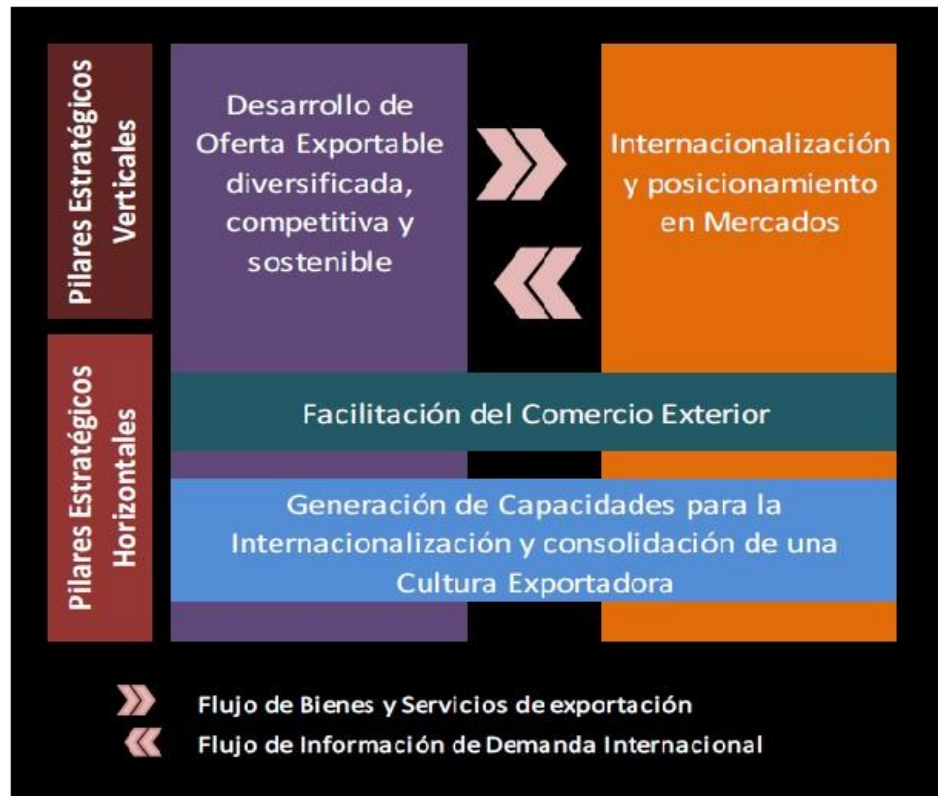 Pilares Estratégicos
Verticales
Desarrollo de
Oferta Exportable
diversificada,
competitiva y
sostenible
Internacionalización
y posicionamiento
en Mercados
Pilares Estratégicos
Horizontales
Facilitación del Comercio Exterior
Generación de Capacidades para la
Internacionalización y consolidación de una
Cultura Exportadora
Flujo de Bienes y Servicios de exportación
Flujo de Información de Demanda Internacional